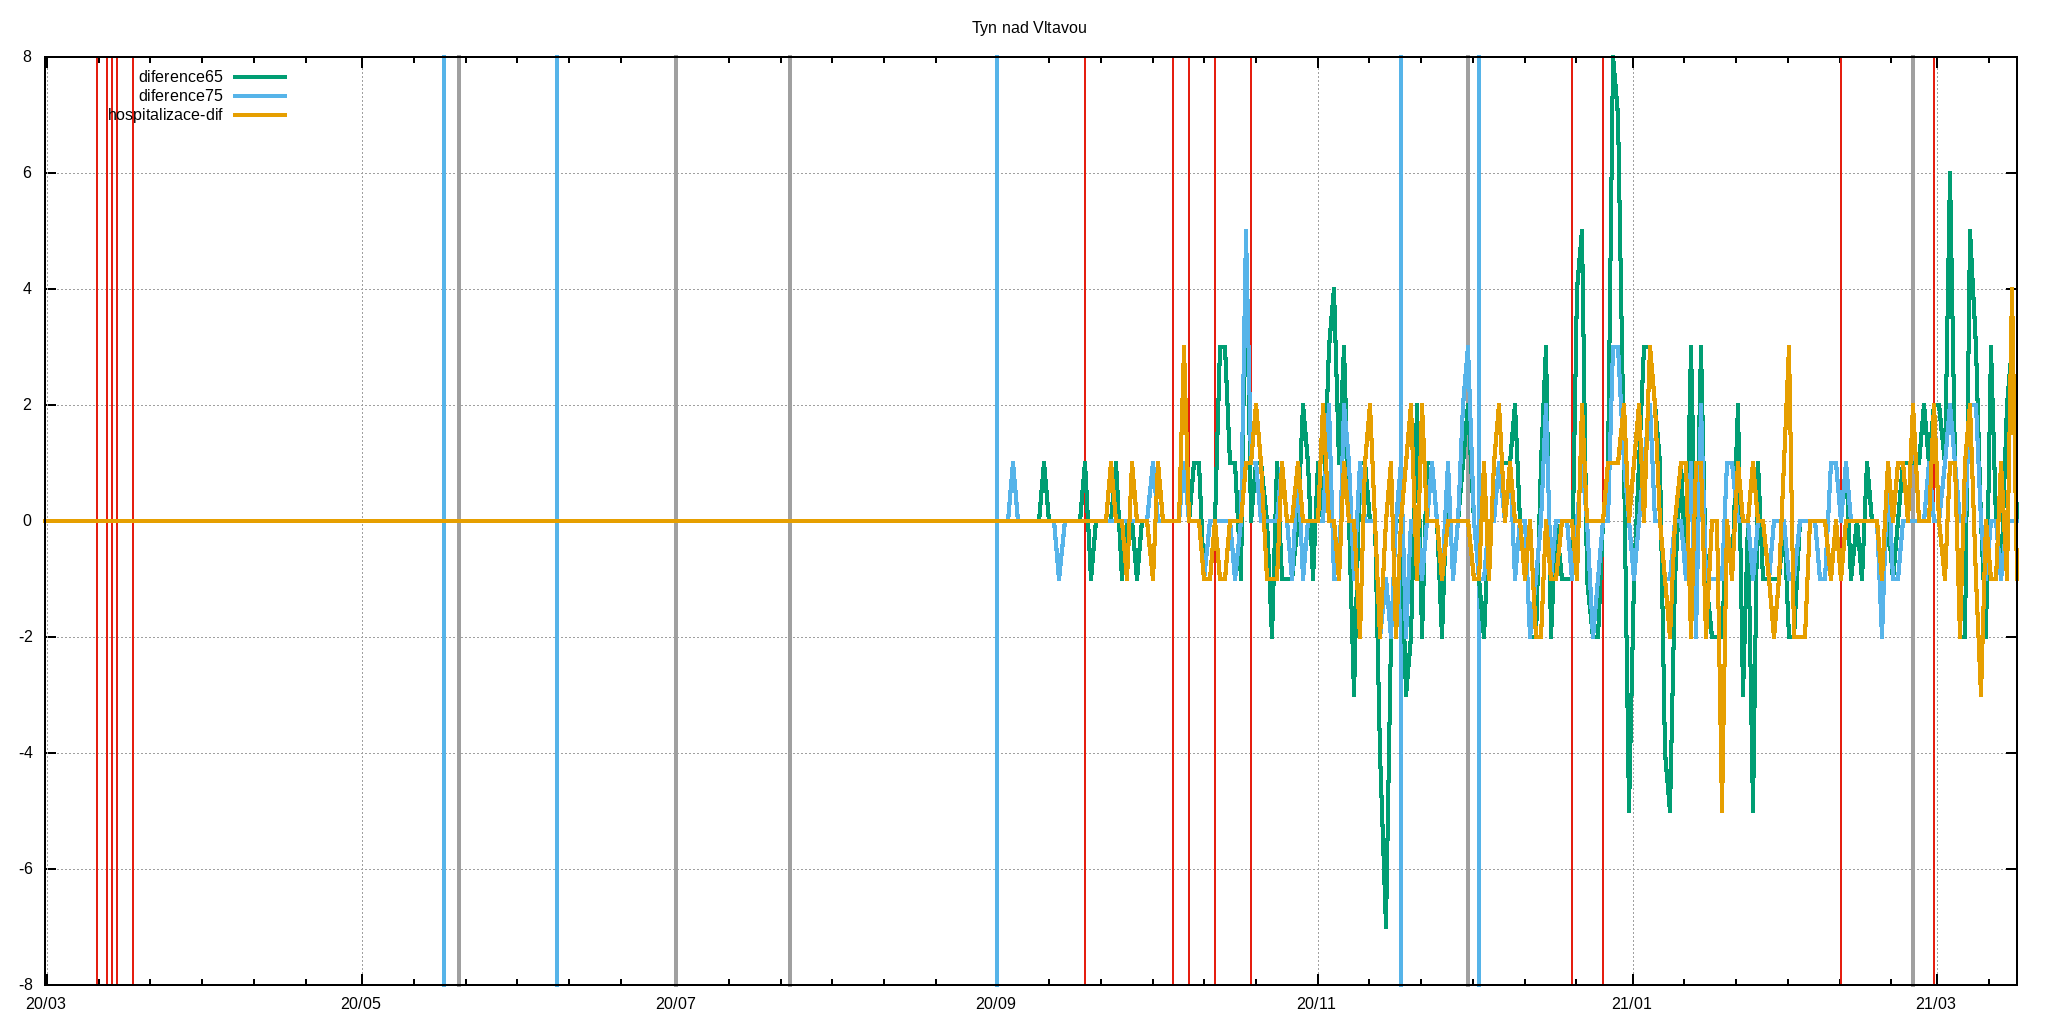 Tyn nad Vltavou
8
diference65
diference75
hospitalizace-dif
6
4
2
0
-2
-4
-6
-8
20/03 20/05 20/07 20/09 20/11 21/01 21/03